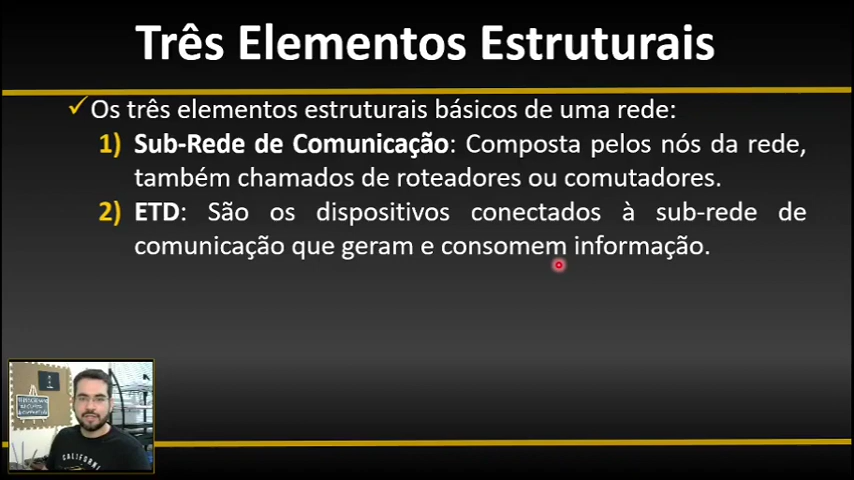 Três Elementos Estruturais
✓Os três elementos estruturais básicos de uma rede:
1) Sub-Rede de Comunicação: Composta pelos nós da rede,
também chamados de roteadores ou comutadores.
2) ETD: São os dispositivos conectados à sub-rede de
comunicação que geram e consomem informação.
CALIFORNIA